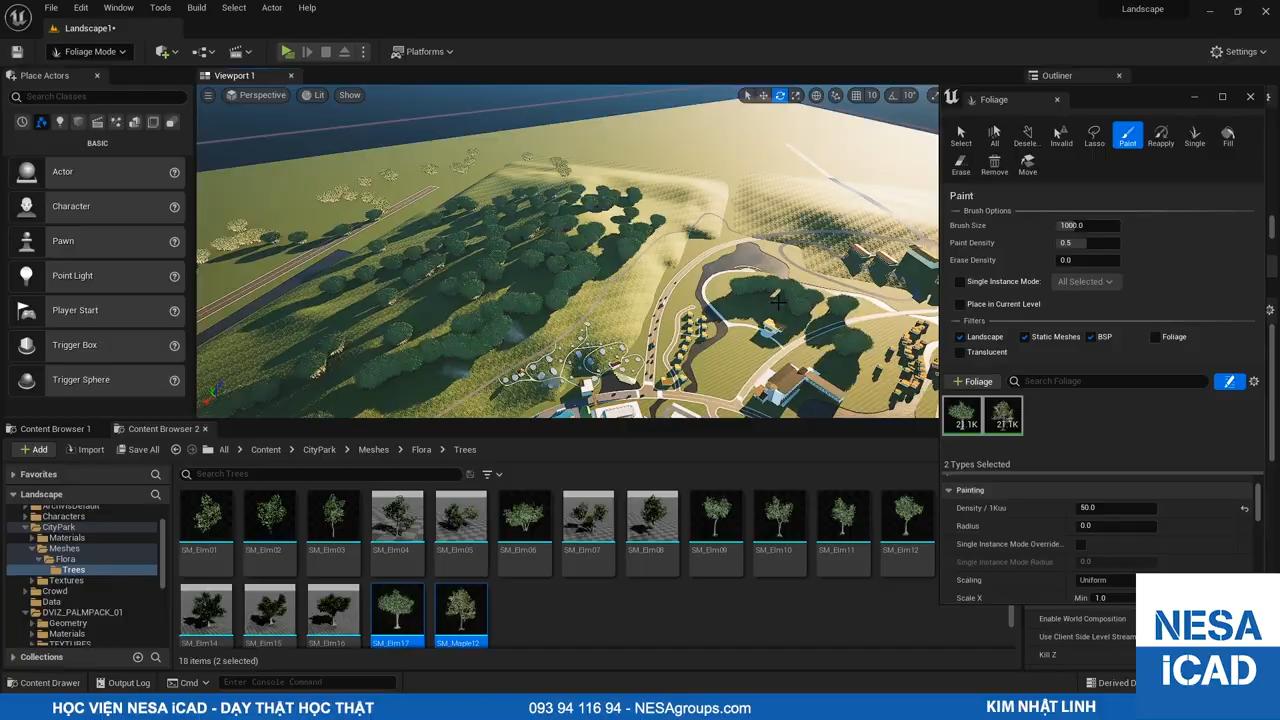 File Edit Window Tools Build Select Actor Help
Landscape
Landscape1*
Foliage Mode
Platforms
Settings
Place Actors
Viewport 1
Outliner
Search Classes
Perspective
Lit
Show
10
10°
Foliage
BASIC
Actor
Character
Pawn
Point Light
Player Start
Trigger Box
Trigger Sphere
Select All Desele... Invalid Lasso Paint Reapply Single Fill
Erase Remove Move
Paint
Brush Options
Brush Size 1000.0
Paint Density 0.5
Erase Density 0.0
Single Instance Mode: All Selected
Place in Current Level
Filters
Landscape Static Meshes BSP Foliage
Translucent
+ Foliage Search Foliage
21.1K 21.1K
2 Types Selected
Painting
Density / 1Kuu 50.0
Radius 0.0
Single Instance Mode Override...
Single Instance Mode Radius 0.0
Scaling Uniform
Scale X Min 1.0
Enable World Composition
Use Client Side Level Stream
Kill Z
Content Browser 1
Content Browser 2
Add
Import
Save All
All > Content > CityPark > Meshes > Flora > Trees
Favorites
Search Trees
Landscape
ArchvisDefault
Characters
CityPark
Materials
Meshes
Flora
Trees
Textures
Crowd
Data
DVIZ_PALMPACK_01
Geometry
Materials
TEXTURES
Collections
SM_Elm01 SM_Elm02 SM_Elm03 SM_Elm04 SM_Elm05 SM_Elm06 SM_Elm07 SM_Elm08 SM_Elm09 SM_Elm10 SM_Elm11 SM_Elm12
SM_Elm14 SM_Elm15 SM_Elm16 SM_Elm17 SM_Maple12
18 items (2 selected)
Content Drawer
Output Log
Cmd
Enter Console Command
Derived D
NESA
iCAD
HỌC VIỆN NESA iCAD - DẠY THẬT HỌC THẬT
093 94 116 94 - NESAgroups.com
KIM NHẬT LINH